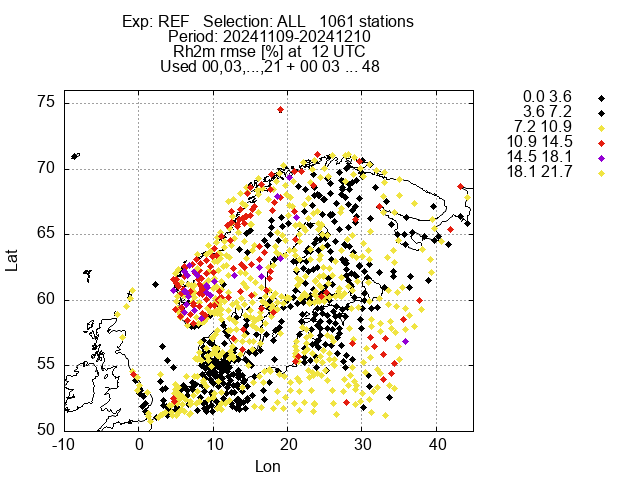 Exp: REF   Selection: ALL   1061 stations
Period: 20241109-20241210
Rh2m rmse [%] at  12 UTC
Used 00,03,...,21 + 00 03 ... 48
0.0 3.6
3.6 7.2
7.2 10.9
10.9 14.5
14.5 18.1
18.1 21.7
75
70
65
60
55
50
Lat
-10 0 10 20 30 40
Lon